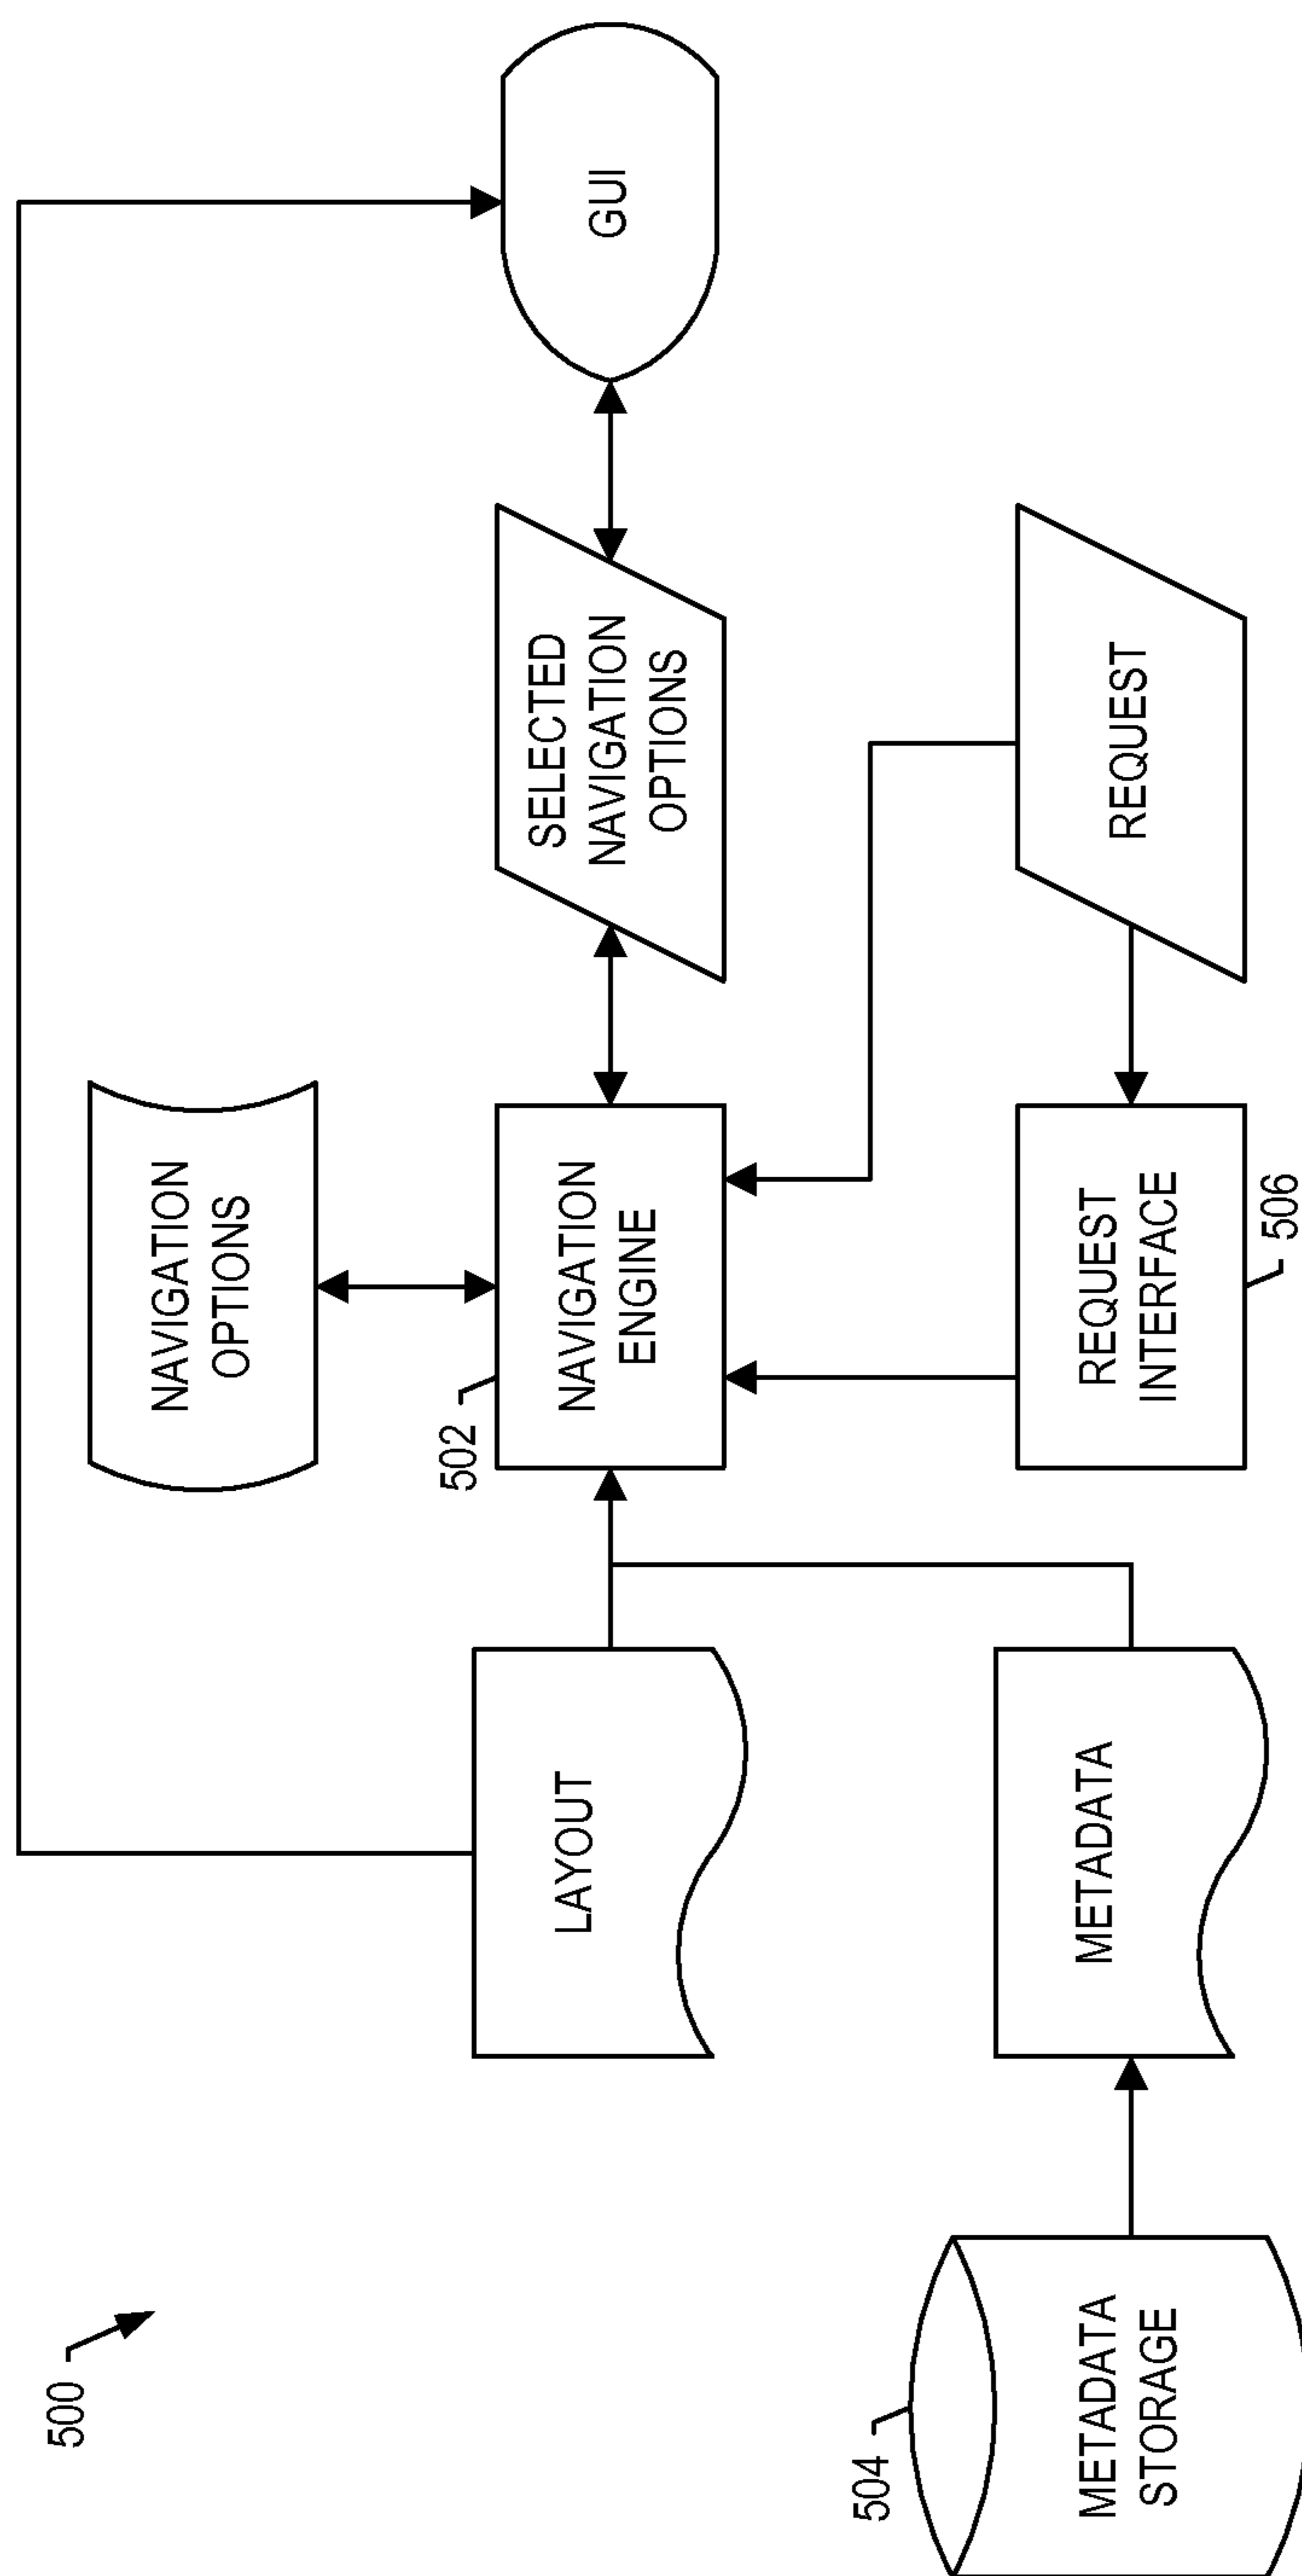 500
NAVIGATION
OPTIONS
LAYOUT
502
NAVIGATION
ENGINE
SELECTED
NAVIGATION
OPTIONS
GUI
504
METADATA
STORAGE
METADATA
REQUEST
INTERFACE
506
REQUEST